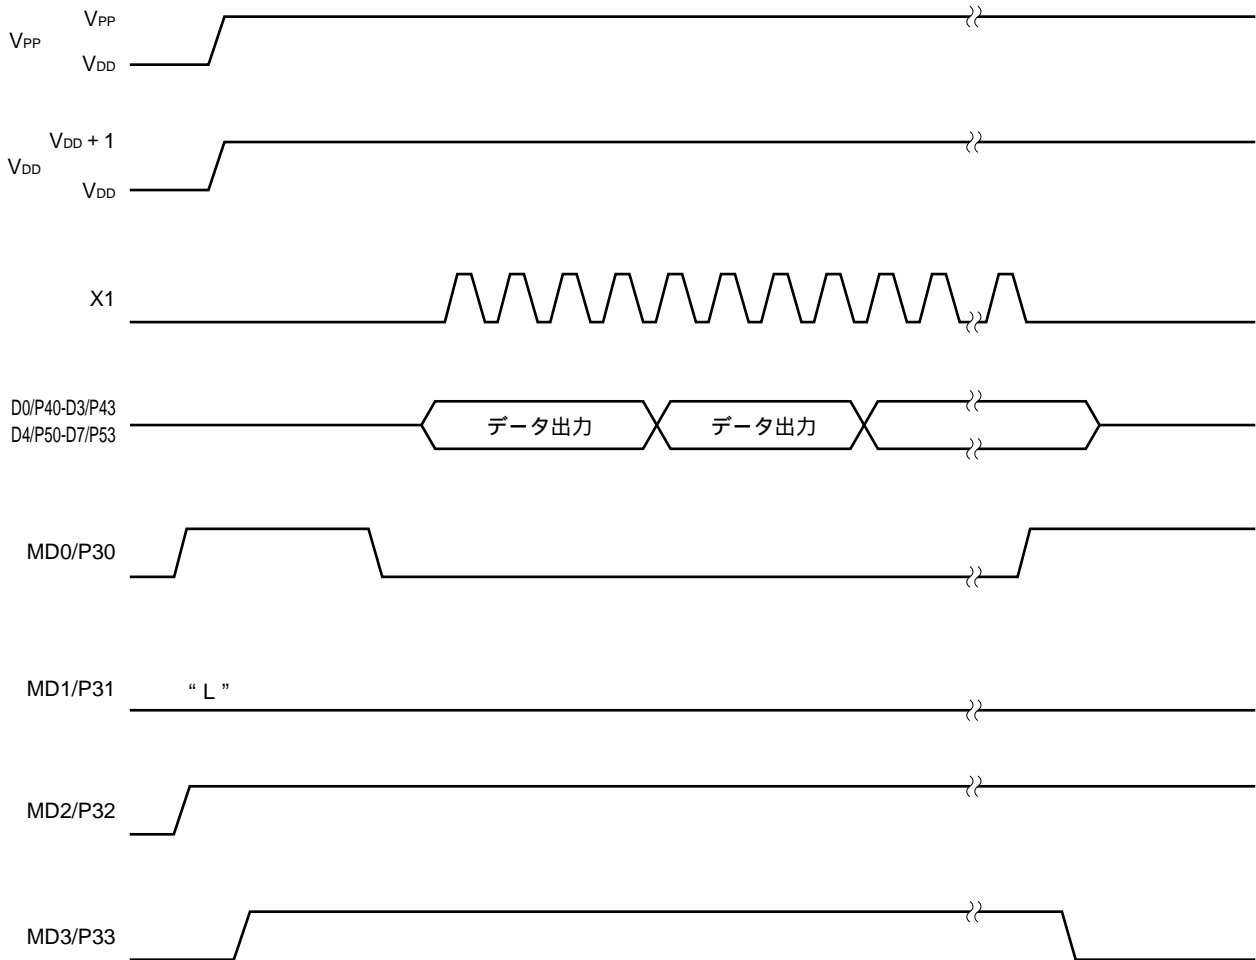 VPP
VPP
VDD
VDD + 1
VDD
VDD
X1
D0/P40-D3/P43
D4/P50-D7/P53
データ出力 データ出力
MD0/P30
MD1/P31 “ L ”
MD2/P32
MD3/P33